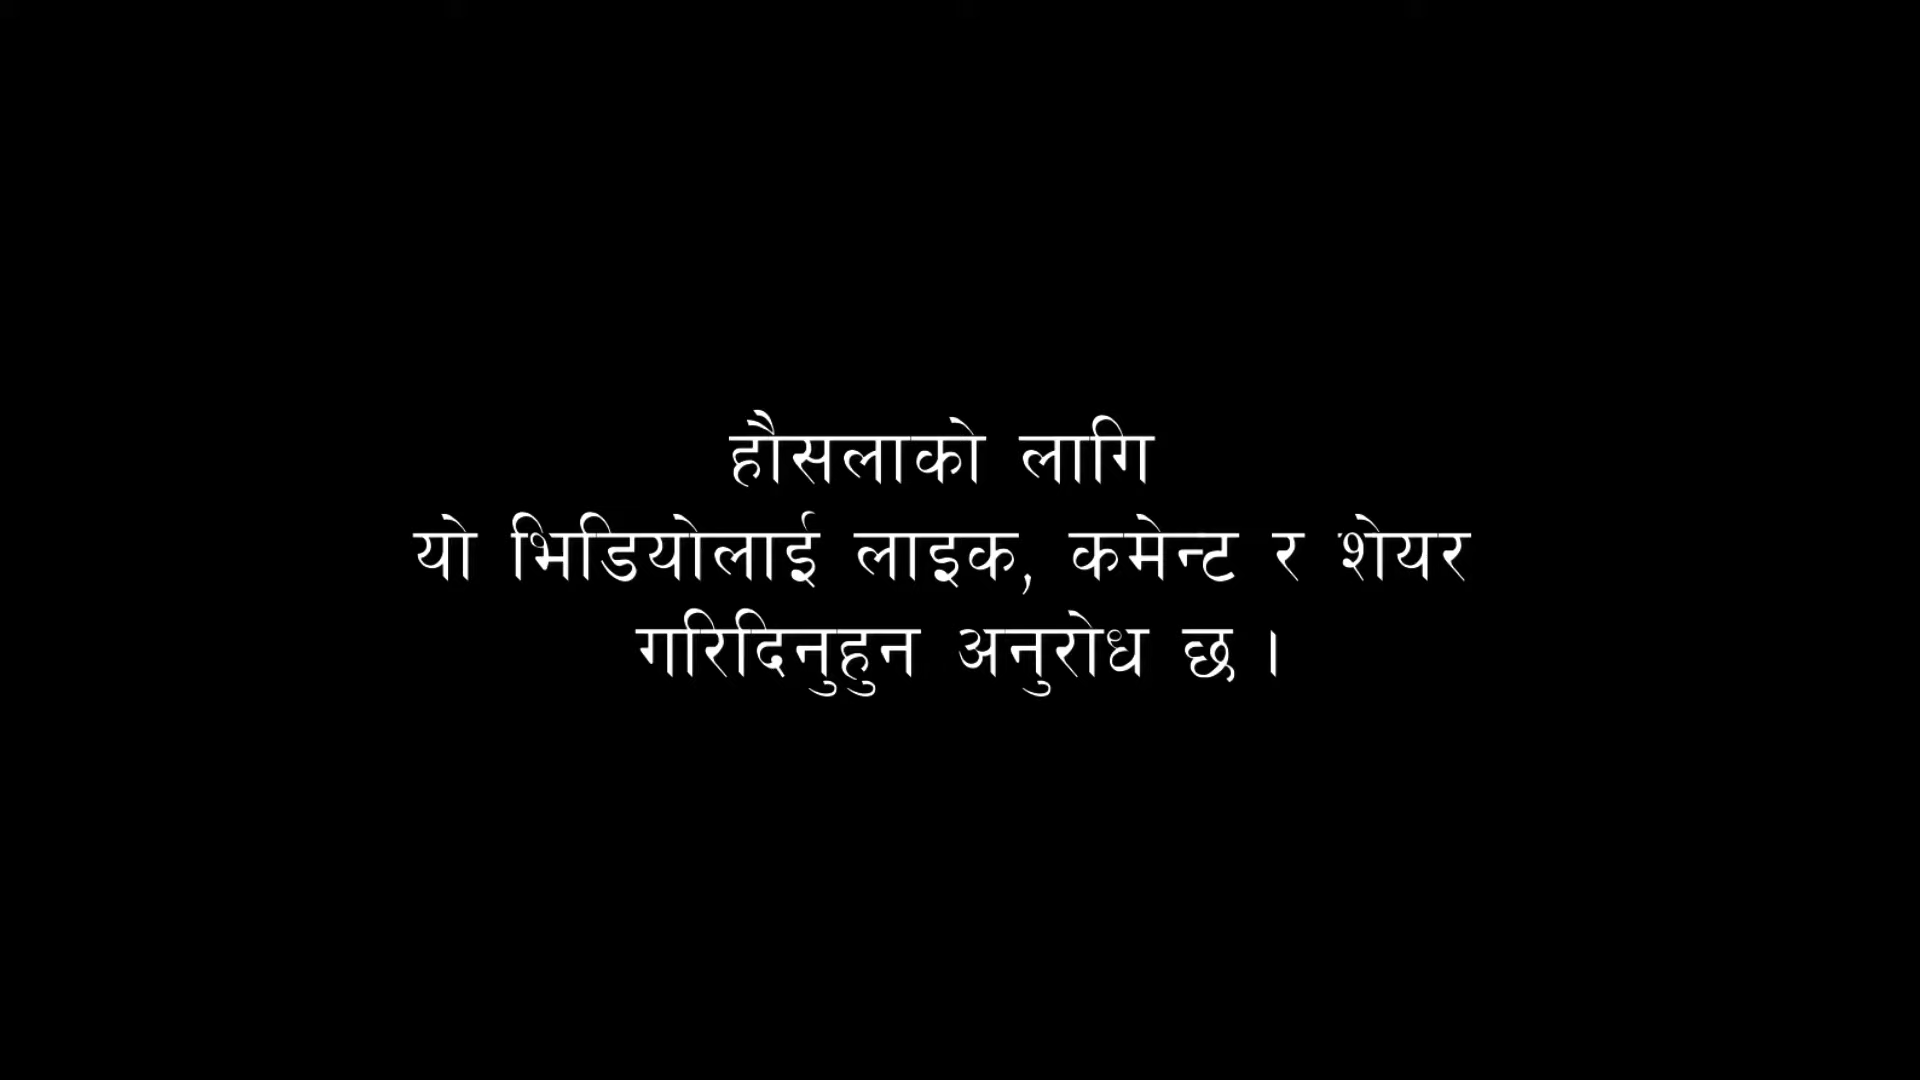 हौसलाको लागि
यो भिडियोलाई लाइक, कमेन्ट र शेयर
गरिदिनुहुन अनुरोध छ ।